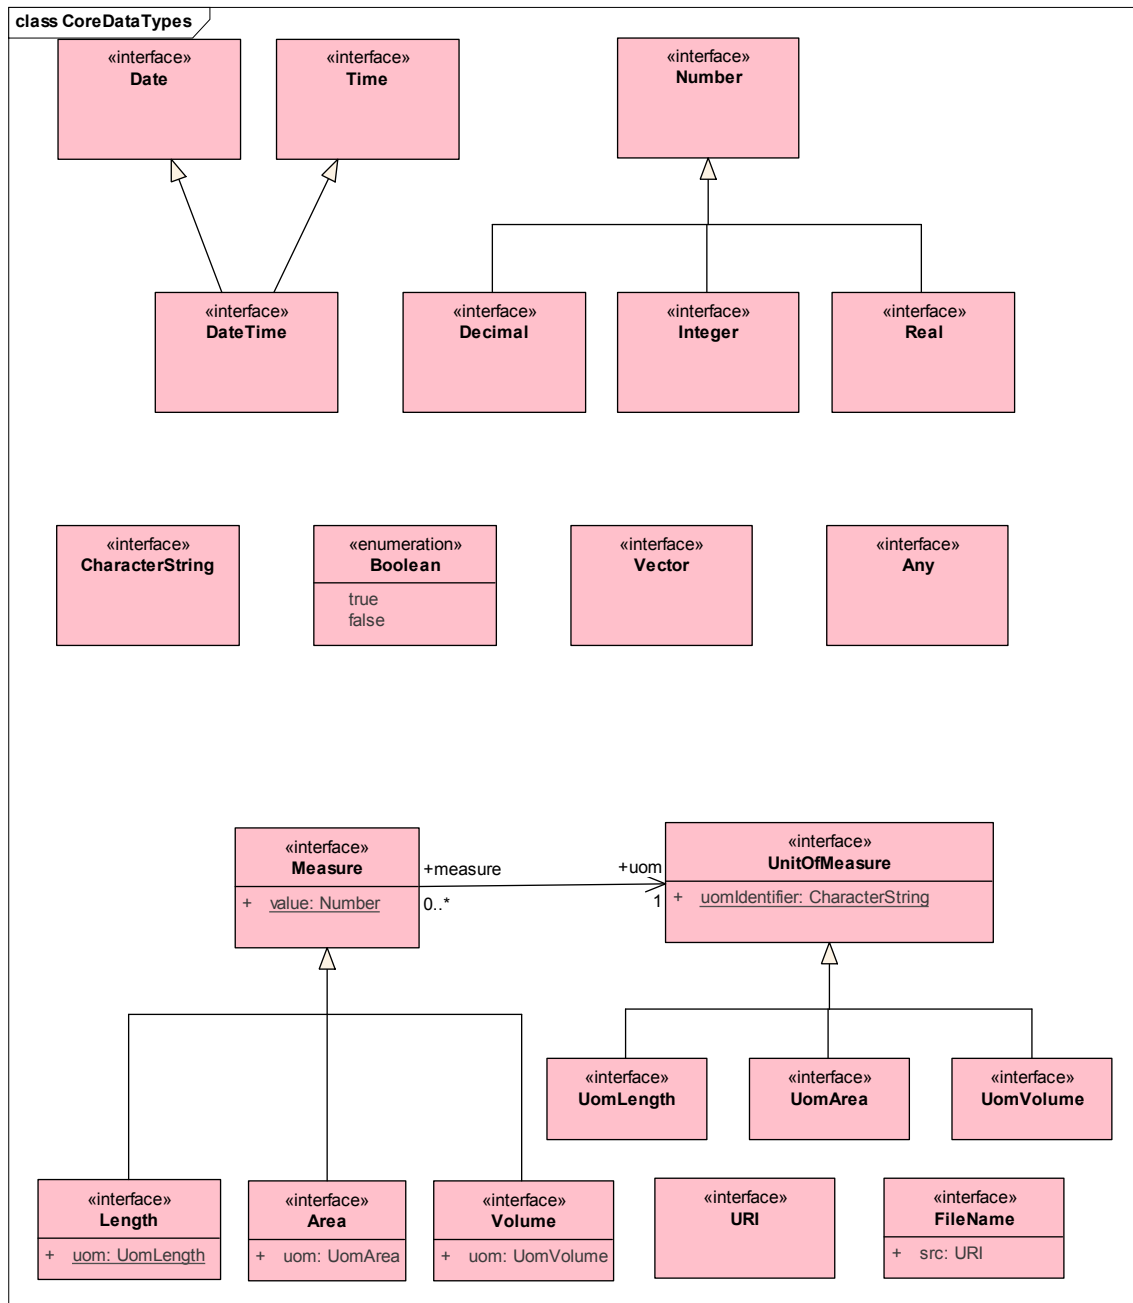 class CoreDataTypes
«interface»
Date
«interface»
Time
«interface»
Number
«interface»
DateTime
«interface»
Decimal
«interface»
Integer
«interface»
Real
«interface»
CharacterString
«enumeration»
Boolean
true
false
«interface»
Vector
«interface»
Any
«interface»
Measure
+ value: Number
+measure
0..*
+uom
1
«interface»
UnitOfMeasure
+ uomIdentifier: CharacterString
«interface»
UomLength
«interface»
UomArea
«interface»
UomVolume
«interface»
Length
+ uom: UomLength
«interface»
Area
+ uom: UomArea
«interface»
Volume
+ uom: UomVolume
«interface»
URI
«interface»
FileName
+ src: URI